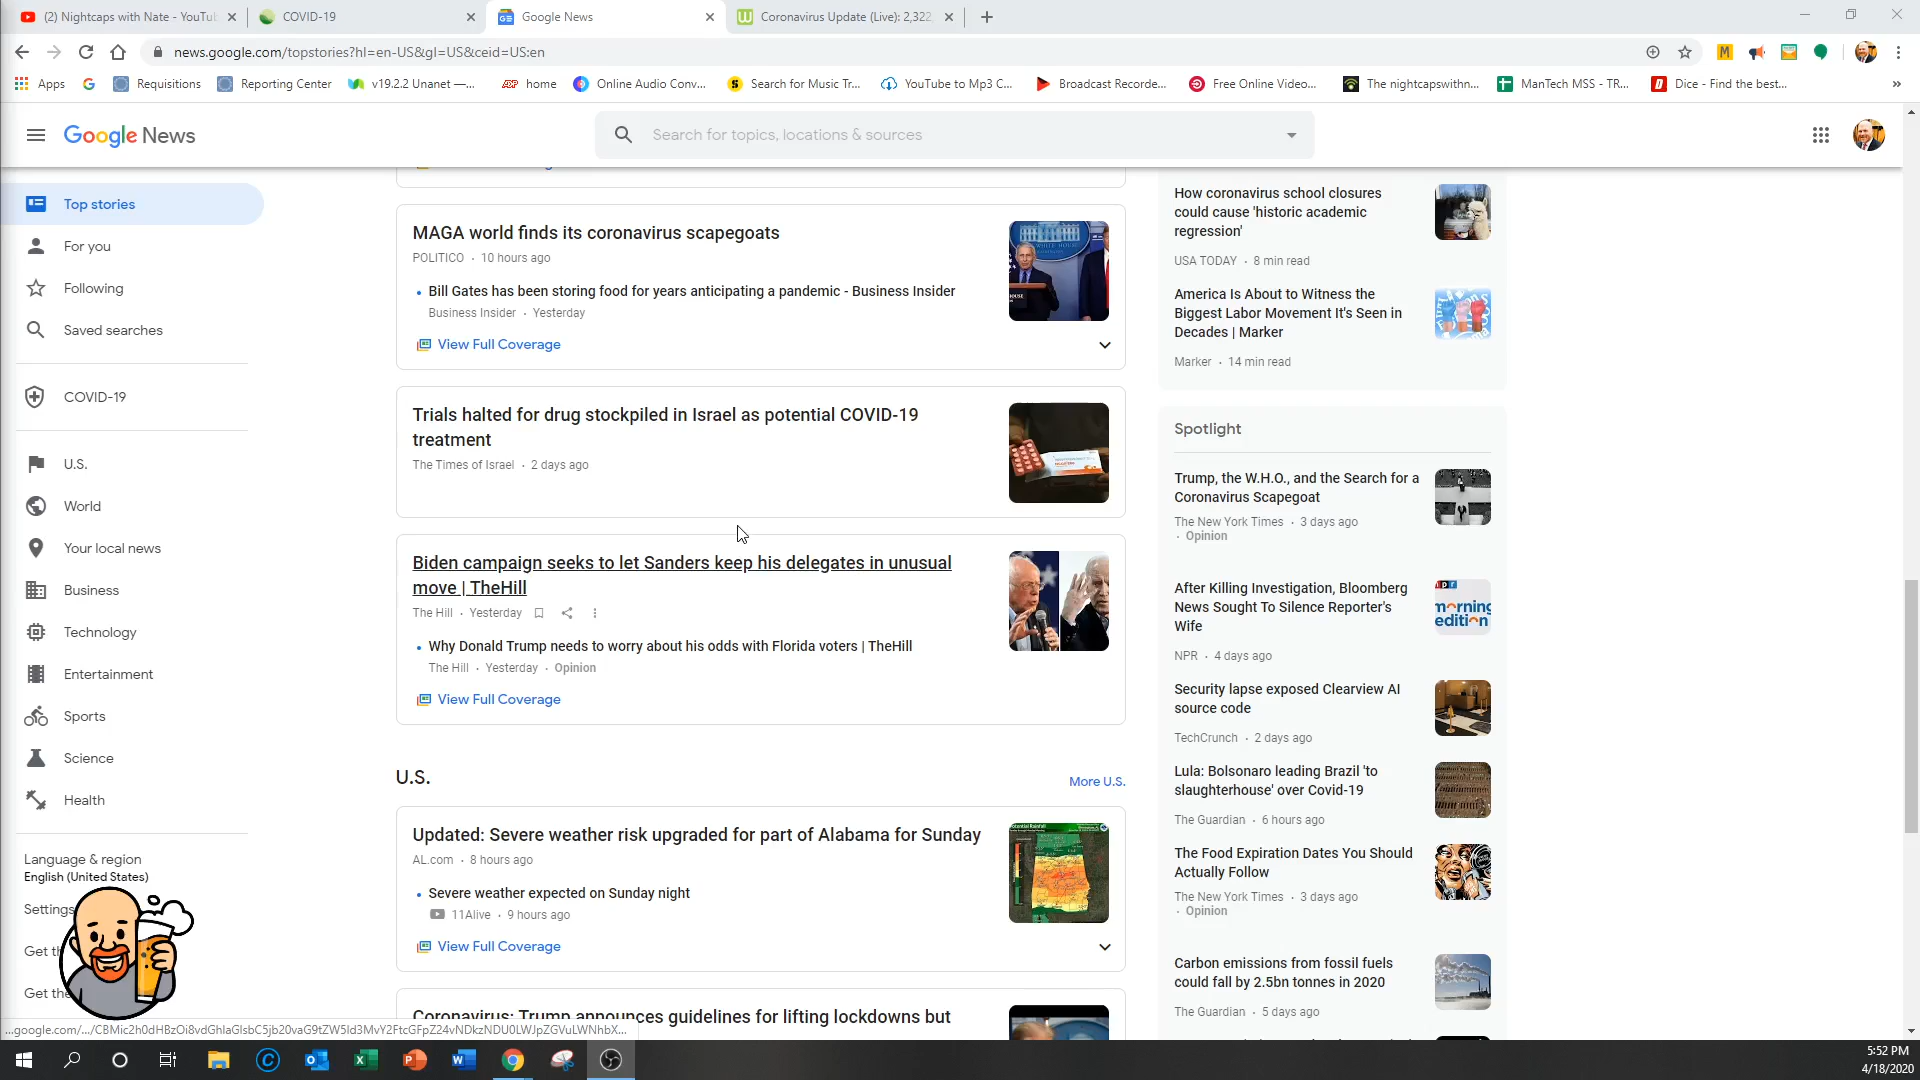 (2) Nightcaps with Nate - YouTu
COVID-19
Google News
Coronavirus Update (Live): 2,322
news.google.com/topstories?hl=en-US&gl=US&ceid=US:en
Apps
Requisitions
Reporting Center
v19.2.2 Unanet —...
home
Online Audio Conv...
Search for Music Tr...
YouTube to Mp3 C...
Broadcast Recorde...
Free Online Video...
The nightcapswithn...
ManTech MSS - TR...
Dice - Find the best...
Google News
Search for topics, locations & sources
Top stories
For you
Following
Saved searches
COVID-19
U.S.
World
Your local news
Business
Technology
Entertainment
Sports
Science
Health
Language & region
English (United States)
Settings
Get th
Get the
MAGA world finds its coronavirus scapegoats
POLITICO · 10 hours ago
• Bill Gates has been storing food for years anticipating a pandemic - Business Insider
Business Insider · Yesterday
View Full Coverage
Trials halted for drug stockpiled in Israel as potential COVID-19
treatment
The Times of Israel · 2 days ago
Biden campaign seeks to let Sanders keep his delegates in unusual
move | TheHill
The Hill · Yesterday
• Why Donald Trump needs to worry about his odds with Florida voters | TheHill
The Hill · Yesterday · Opinion
View Full Coverage
U.S.
More U.S.
Updated: Severe weather risk upgraded for part of Alabama for Sunday
AL.com · 8 hours ago
• Severe weather expected on Sunday night
11Alive · 9 hours ago
View Full Coverage
Coronavirus: Trump announces guidelines for lifting lockdowns but
How coronavirus school closures
could cause 'historic academic
regression'
USA TODAY · 8 min read
America Is About to Witness the
Biggest Labor Movement It's Seen in
Decades | Marker
Marker · 14 min read
Spotlight
Trump, the W.H.O., and the Search for a
Coronavirus Scapegoat
The New York Times · 3 days ago
· Opinion
After Killing Investigation, Bloomberg
News Sought To Silence Reporter's
Wife
NPR · 4 days ago
Security lapse exposed Clearview AI
source code
TechCrunch · 2 days ago
Lula: Bolsonaro leading Brazil 'to
slaughterhouse' over Covid-19
The Guardian · 6 hours ago
The Food Expiration Dates You Should
Actually Follow
The New York Times · 3 days ago
· Opinion
Carbon emissions from fossil fuels
could fall by 2.5bn tonnes in 2020
The Guardian · 5 days ago
5:52 PM
4/18/2020